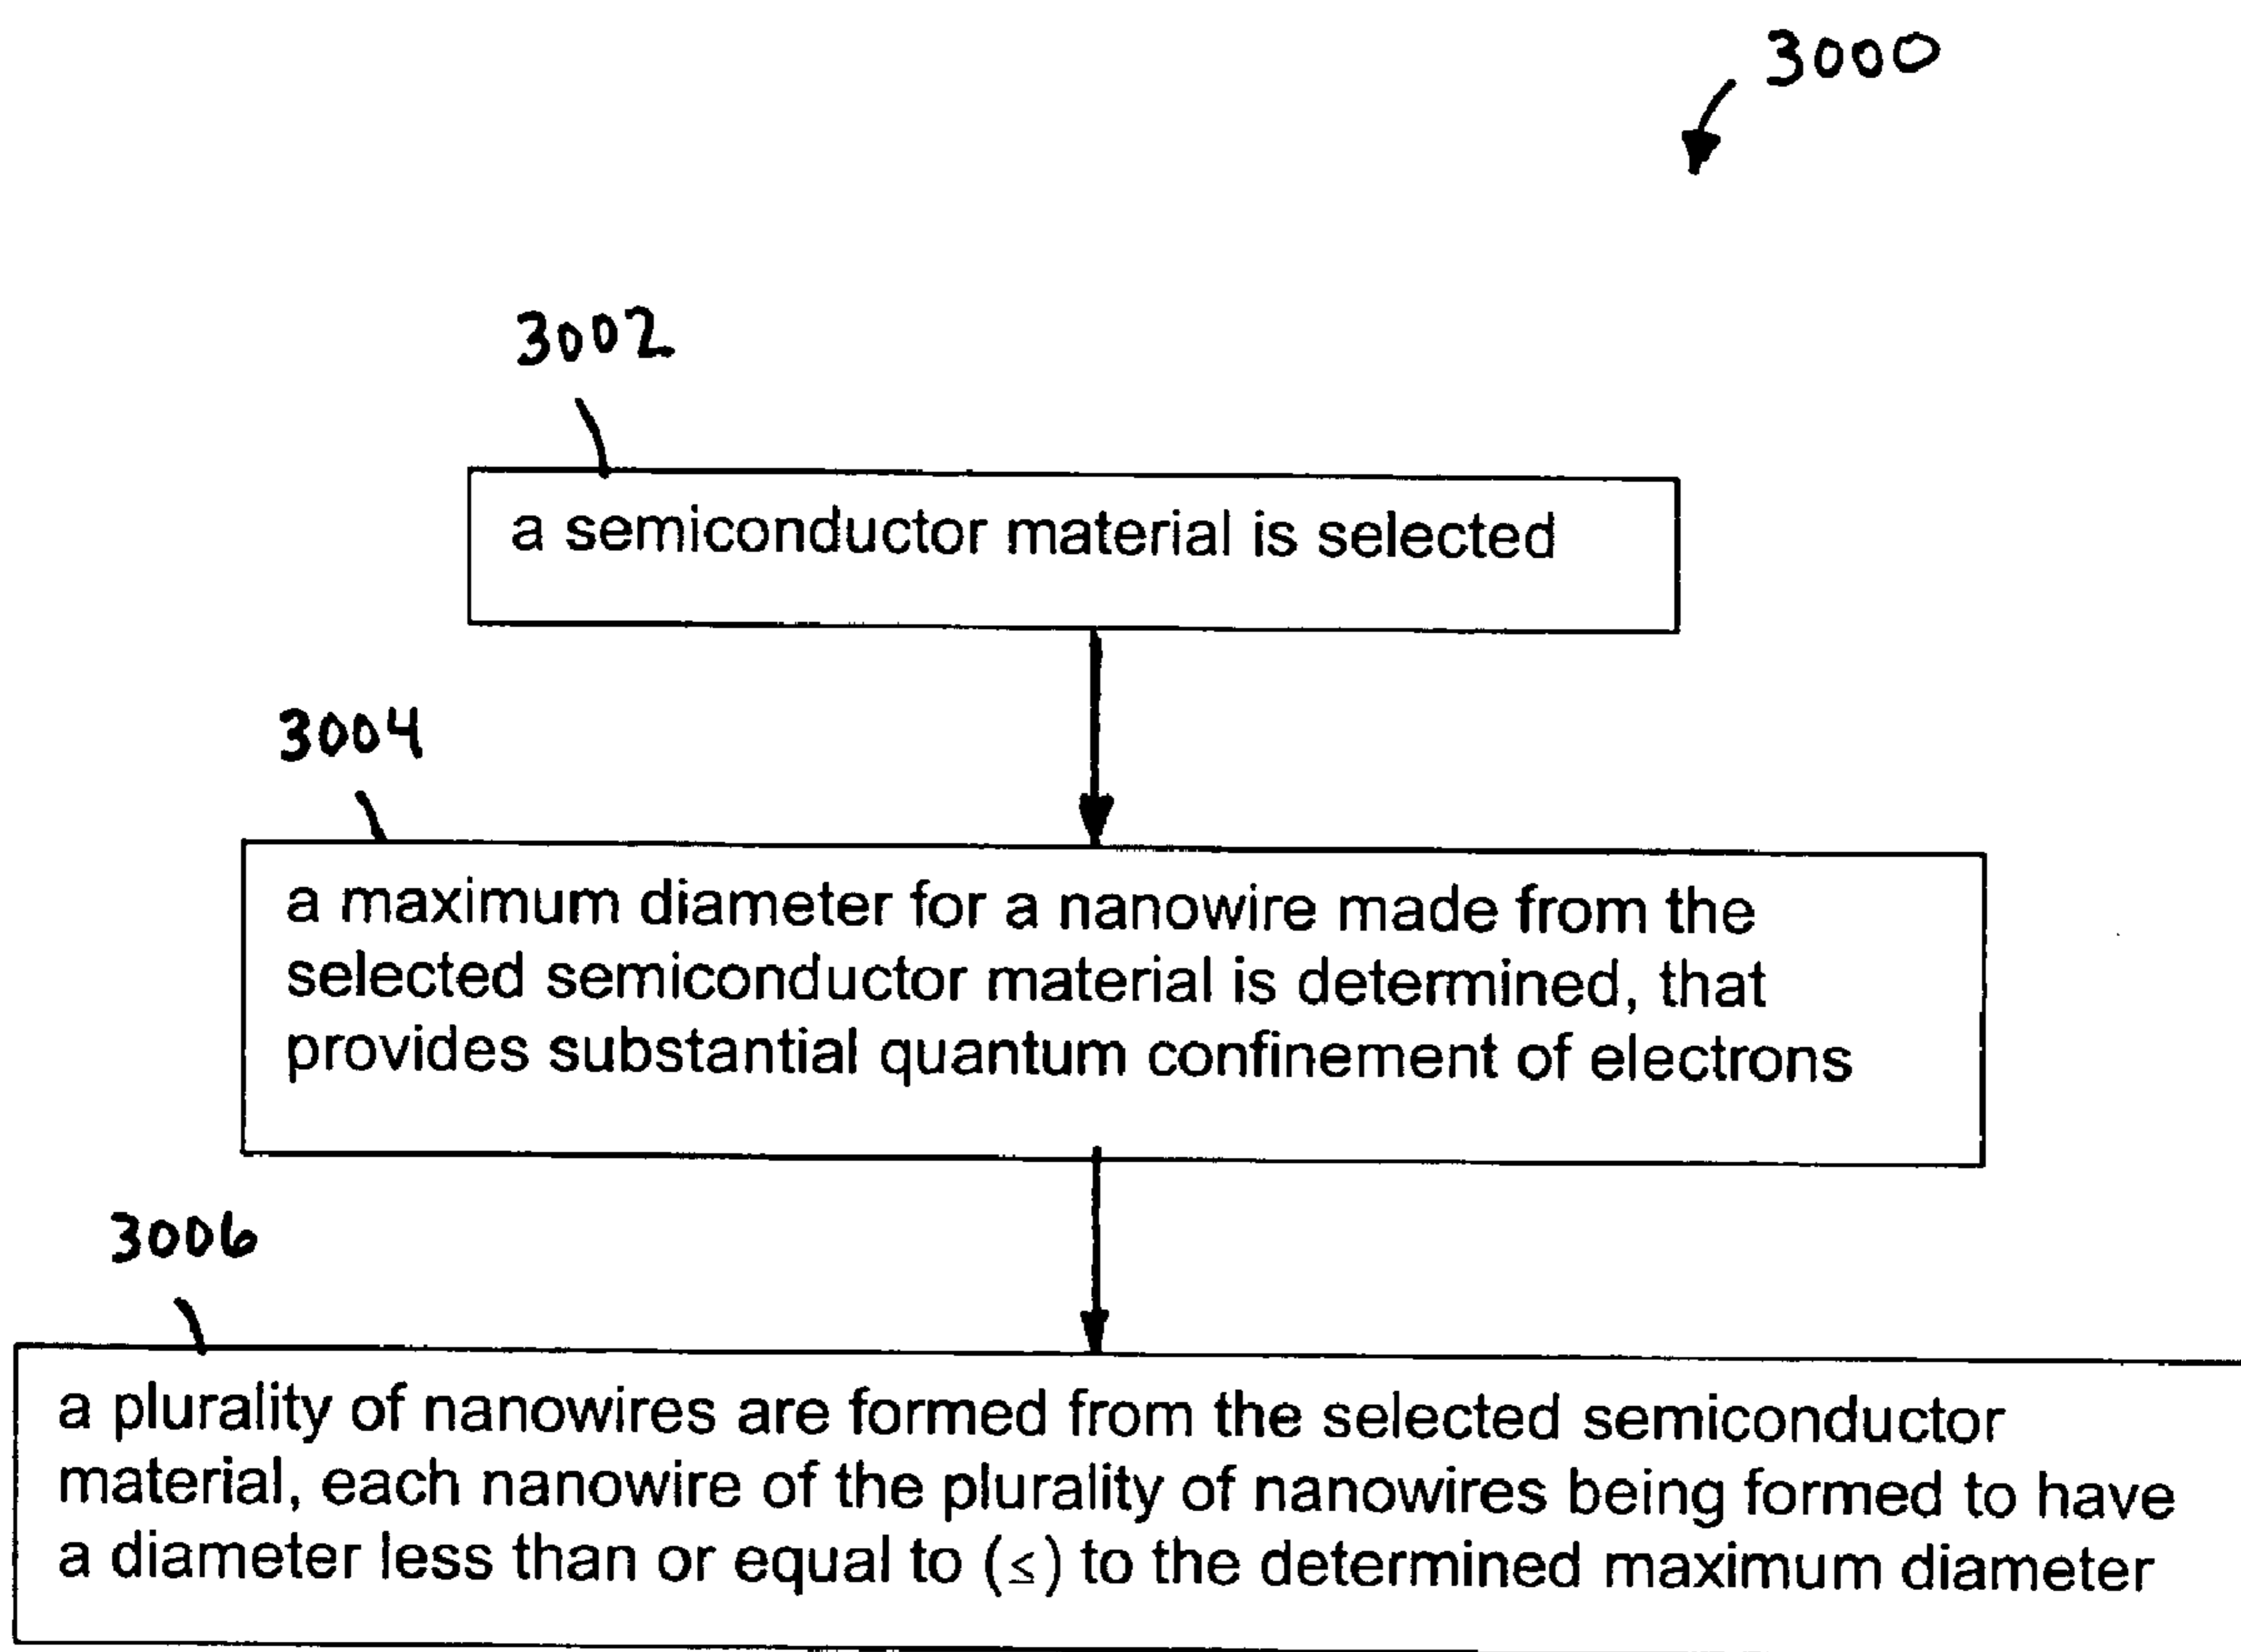 3000
3002
a semiconductor material is selected
3004
a maximum diameter for a nanowire made from the
selected semiconductor material is determined, that
provides substantial quantum confinement of electrons
3006
a plurality of nanowires are formed from the selected semiconductor
material, each nanowire of the plurality of nanowires being formed to have
a diameter less than or equal to (≤) to the determined maximum diameter